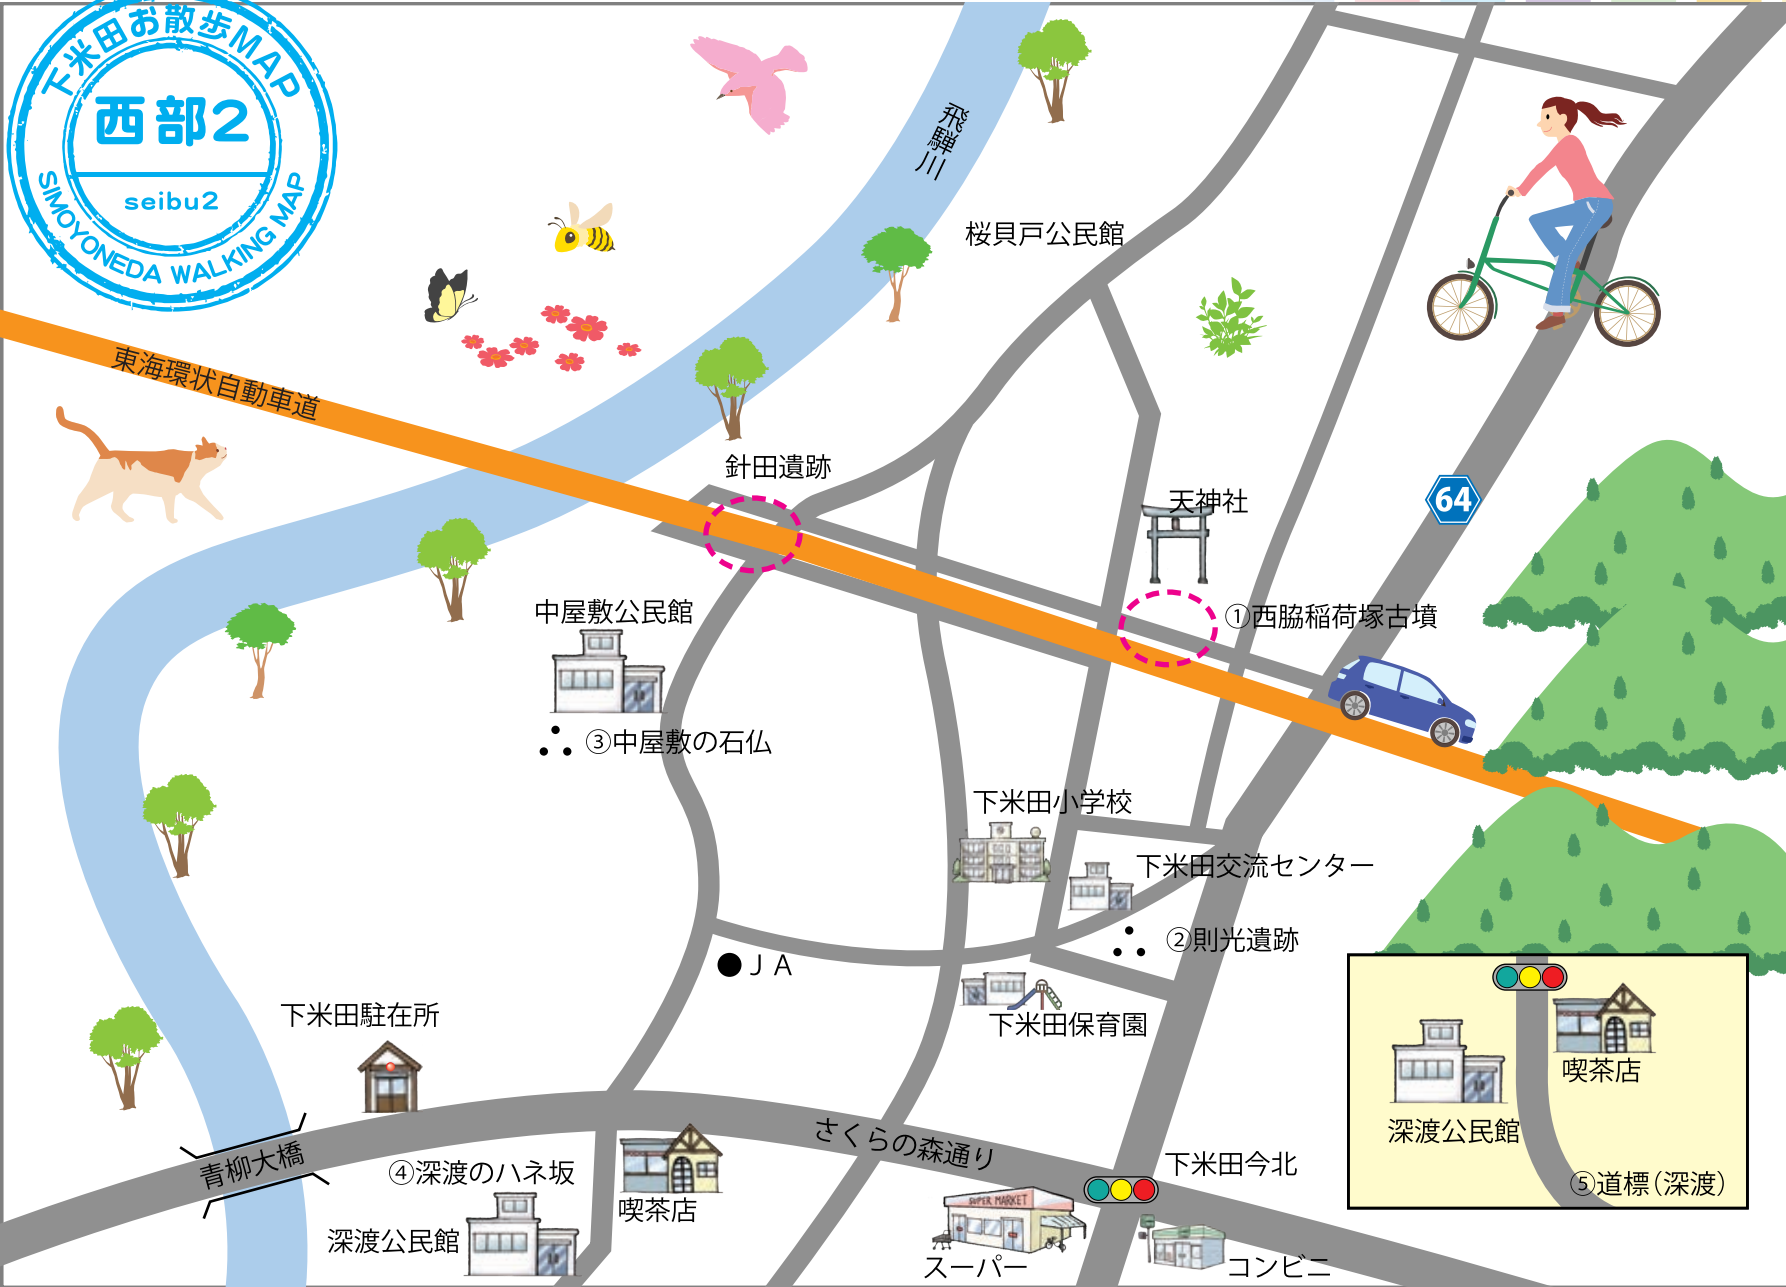 下米田お散歩MAP
西部2
seibu2
SIMOYONEDA WALKING MAP
飛騨川
桜貝戸公民館
東海環状自動車道
針田遺跡
天神社
64
中屋敷公民館
①西脇稲荷塚古墳
③中屋敷の石仏
下米田小学校
下米田交流センター
②則光遺跡
JA
下米田駐在所
下米田保育園
喫茶店
深渡公民館
⑤道標(深渡)
さくらの森通り
青柳大橋
④深渡のハネ坂
下米田今北
喫茶店
SUPER MARKET
深渡公民館
スーパー
コンビニ